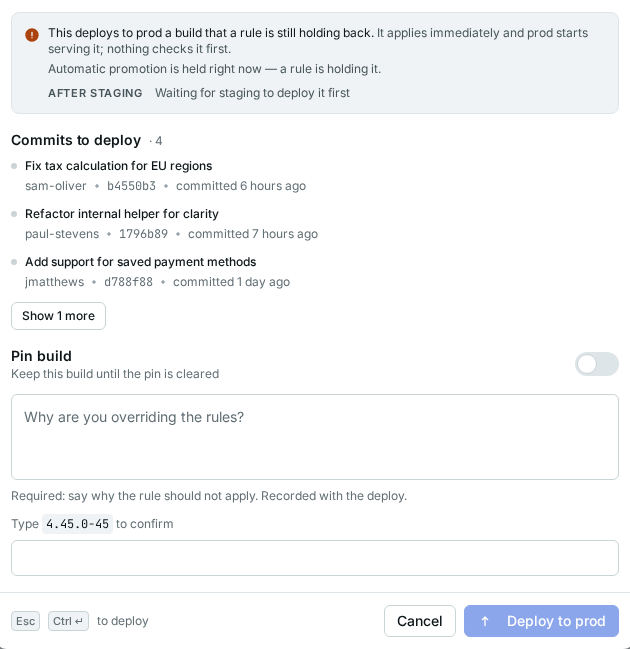 This deploys to prod a build that a rule is still holding back. It applies immediately and prod starts
serving it; nothing checks it first.
Automatic promotion is held right now — a rule is holding it.
AFTER STAGING Waiting for staging to deploy it first
Commits to deploy · 4
Fix tax calculation for EU regions
sam-oliver • b4550b3 • committed 6 hours ago
Refactor internal helper for clarity
paul-stevens • 1796b89 • committed 7 hours ago
Add support for saved payment methods
jmatthews • d788f88 • committed 1 day ago
Show 1 more
Pin build
Keep this build until the pin is cleared
Why are you overriding the rules?
Required: say why the rule should not apply. Recorded with the deploy.
Type 4.45.0-45 to confirm
Esc Ctrl ↵ to deploy
Cancel
↑ Deploy to prod